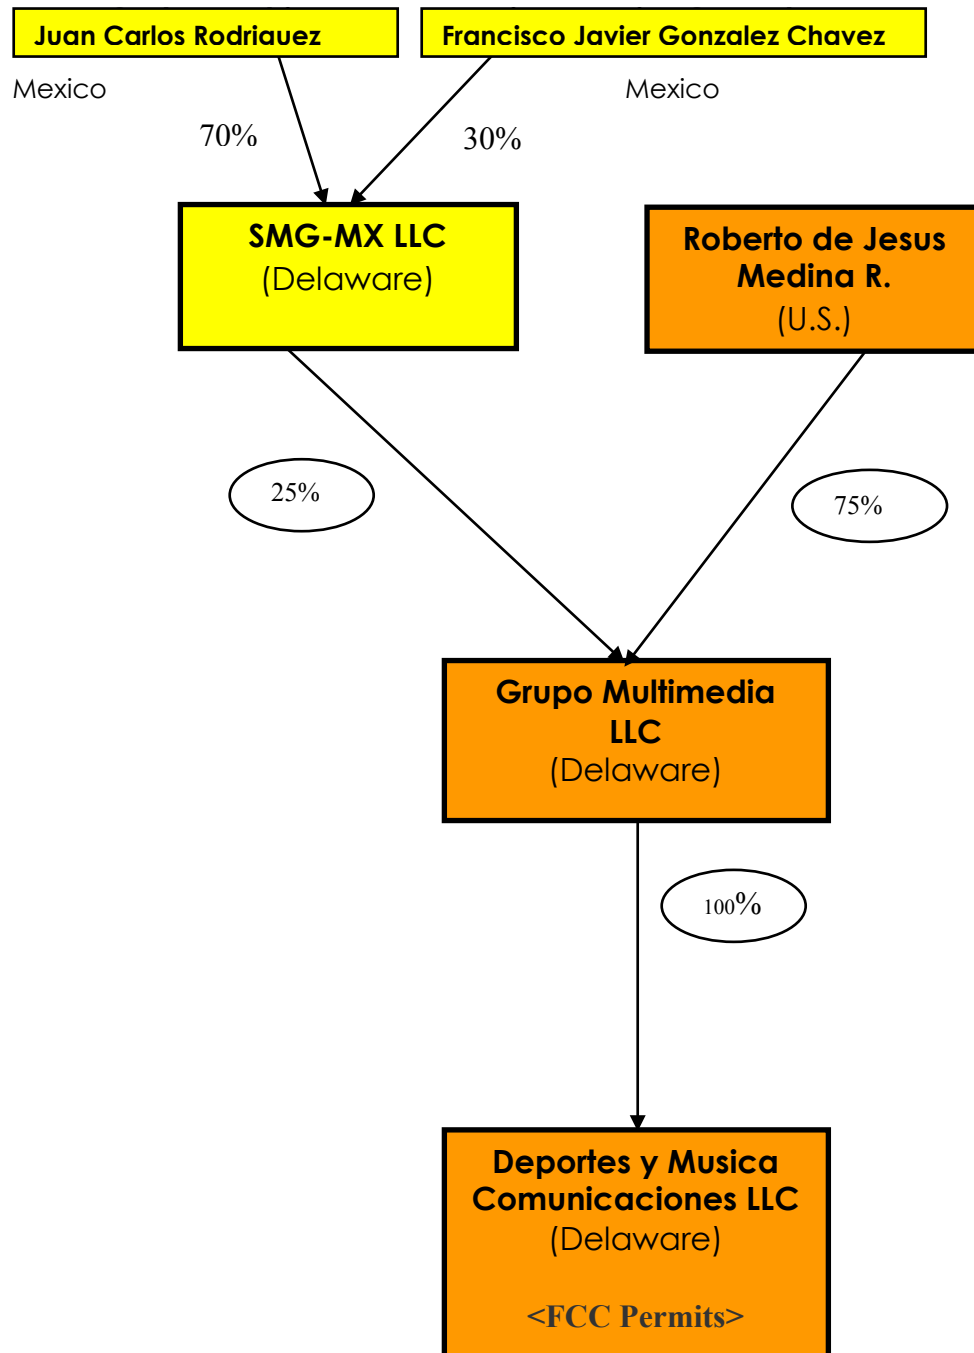 Juan Carlos Rodriauez
Francisco Javier Gonzalez Chavez
Mexico
Mexico
70%
30%
SMG-MX LLC
(Delaware)
Roberto de Jesus
Medina R.
(U.S.)
25%
75%
Grupo Multimedia
LLC
(Delaware)
100%
Deportes y Musica
Comunicaciones LLC
(Delaware)
<FCC Permits>